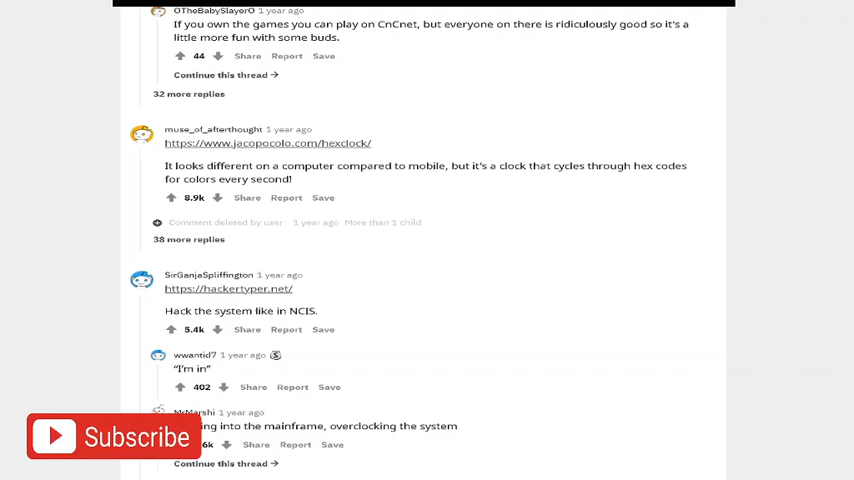 OTheBabySlayerO 1 year ago
If you own the games you can play on CnCnet, but everyone on there is ridiculously good so it's a
little more fun with some buds.
44 Share Report Save
Continue this thread →
32 more replies
muse_of_afterthought 1 year ago
https://www.jacopocolo.com/hexclock/
It looks different on a computer compared to mobile, but it's a clock that cycles through hex codes
for colors every second!
8.9k Share Report Save
Comment deleted by user 1 year ago More than 1 child
38 more replies
SirGanjaSpliffington 1 year ago
https://hackertyper.net/
Hack the system like in NCIS.
5.4k Share Report Save
wwantid7 1 year ago
“I’m in”
402 Share Report Save
MrMarshi 1 year ago
into the mainframe, overclocking the system
Share Report Save
Continue this thread →
Subscribe